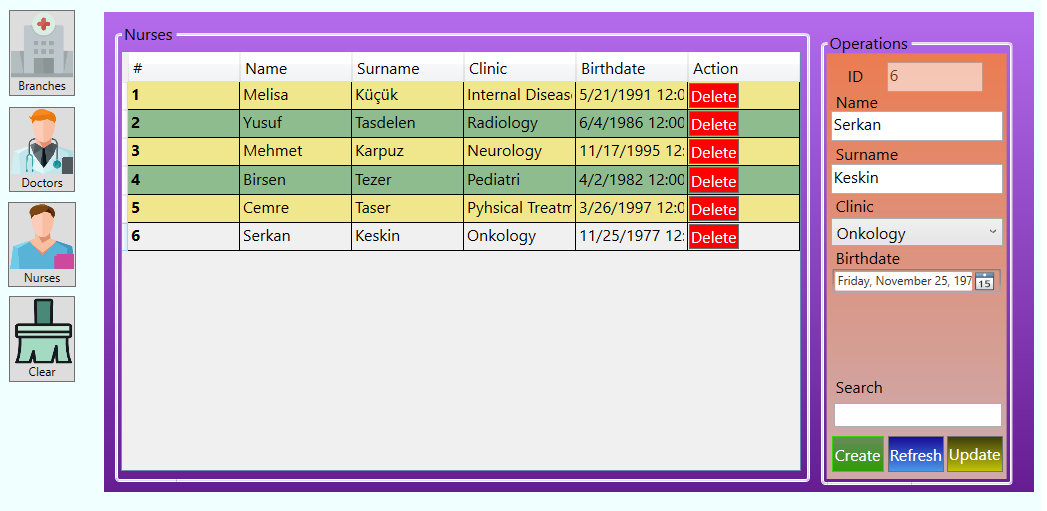 Branches
Doctors
Nurses
Clear
Nurses
# Name Surname Clinic Birthdate Action
1 Melisa Küçük Internal Diseas 5/21/1991 12:0 Delete
2 Yusuf Tasdelen Radiology 6/4/1986 12:00 Delete
3 Mehmet Karpuz Neurology 11/17/1995 12: Delete
4 Birsen Tezer Pediatri 4/2/1982 12:00 Delete
5 Cemre Taser Pyhsical Treatm 3/26/1997 12:0 Delete
6 Serkan Keskin Onkology 11/25/1977 12: Delete
Operations
ID 6
Name
Serkan
Surname
Keskin
Clinic
Onkology
Birthdate
Friday, November 25, 197 15
Search
Create Refresh Update